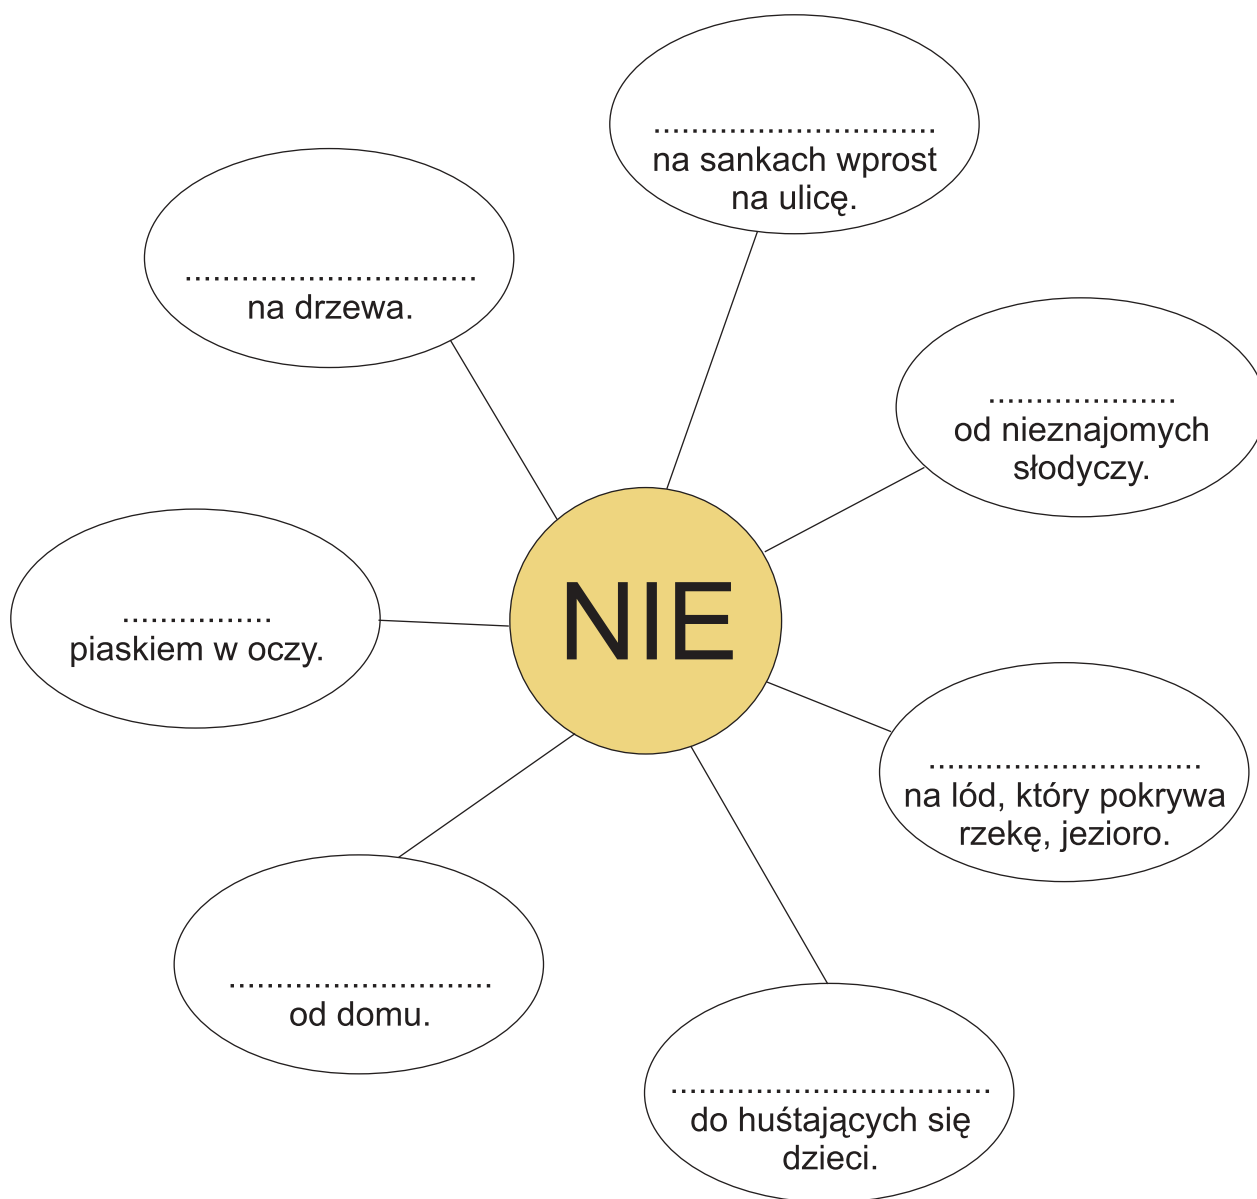 ..............................
na sankach wprost
na ulicę.
...............................
na drzewa.
....................
od nieznajomych
słodyczy.
NIE
................
piaskiem w oczy.
.............................
na lód, który pokrywa
rzekę, jezioro.
............................
od domu.
..................................
do huśtających się
dzieci.